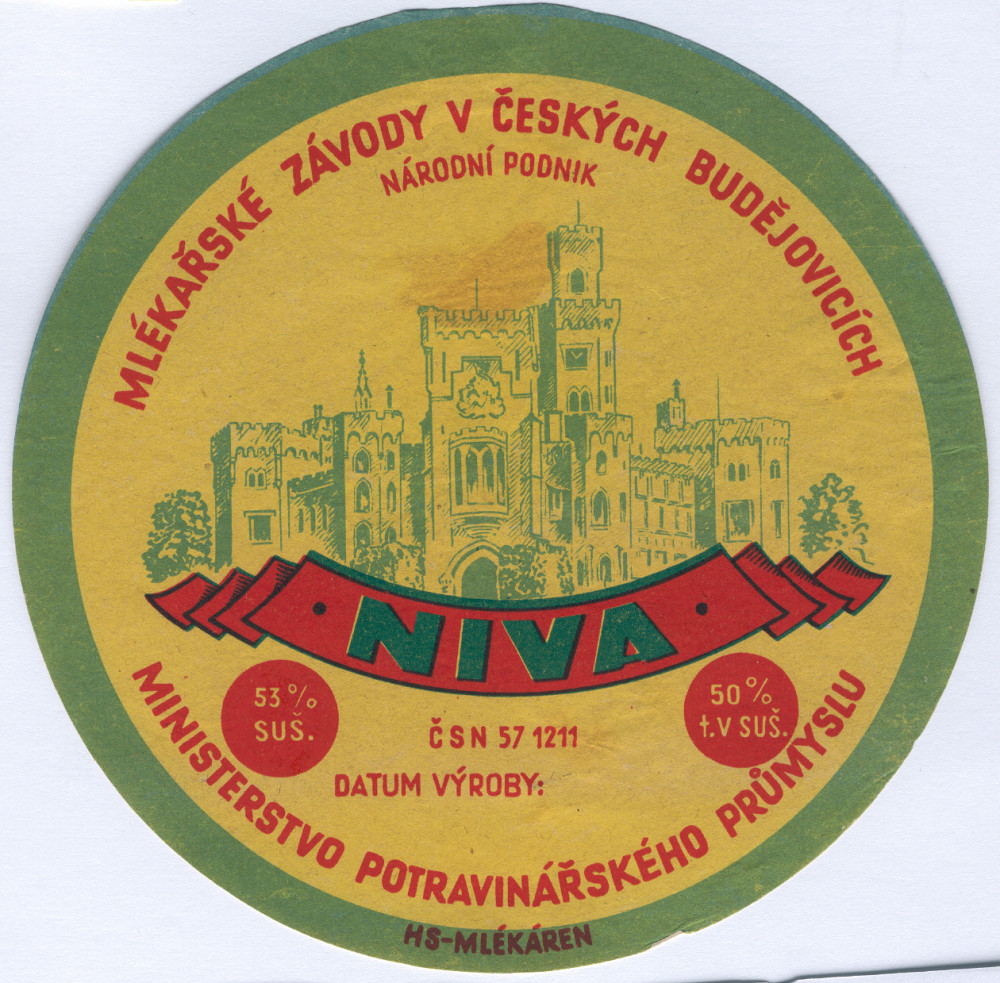 MLÉKAŘSKÉ ZÁVODY V ČESKÝCH BUDĚJOVICÍCH
NÁRODNÍ PODNIK
• NIVA •
53 % SUŠ.
50 % t. V SUŠ.
ČSN 57 1211
DATUM VÝROBY:
MINISTERSTVO POTRAVINÁŘSKÉHO PRŮMYSLU
HS-MLÉKÁREN